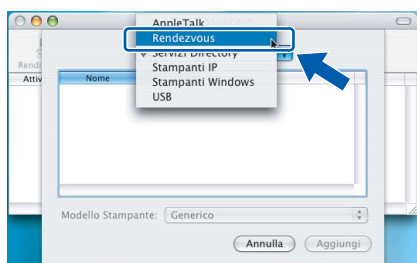 AppleTalk
Rendezvous
Servizi Directory
Stampanti IP
Stampanti Windows
USB
Rendi
Attiv
Nome
Modello Stampante: Generico
Annulla Aggiungi